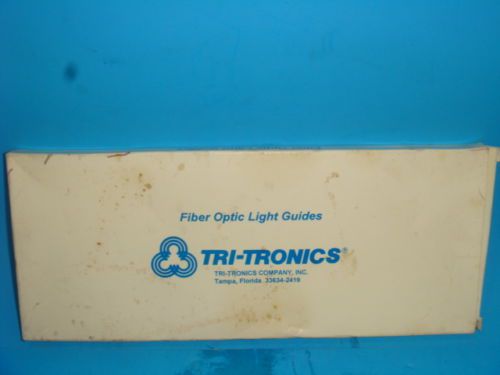 Fiber Optic Light Guides
TRI-TRONICS®
TRI-TRONICS COMPANY, INC.
Tampa, Florida 33634-2419